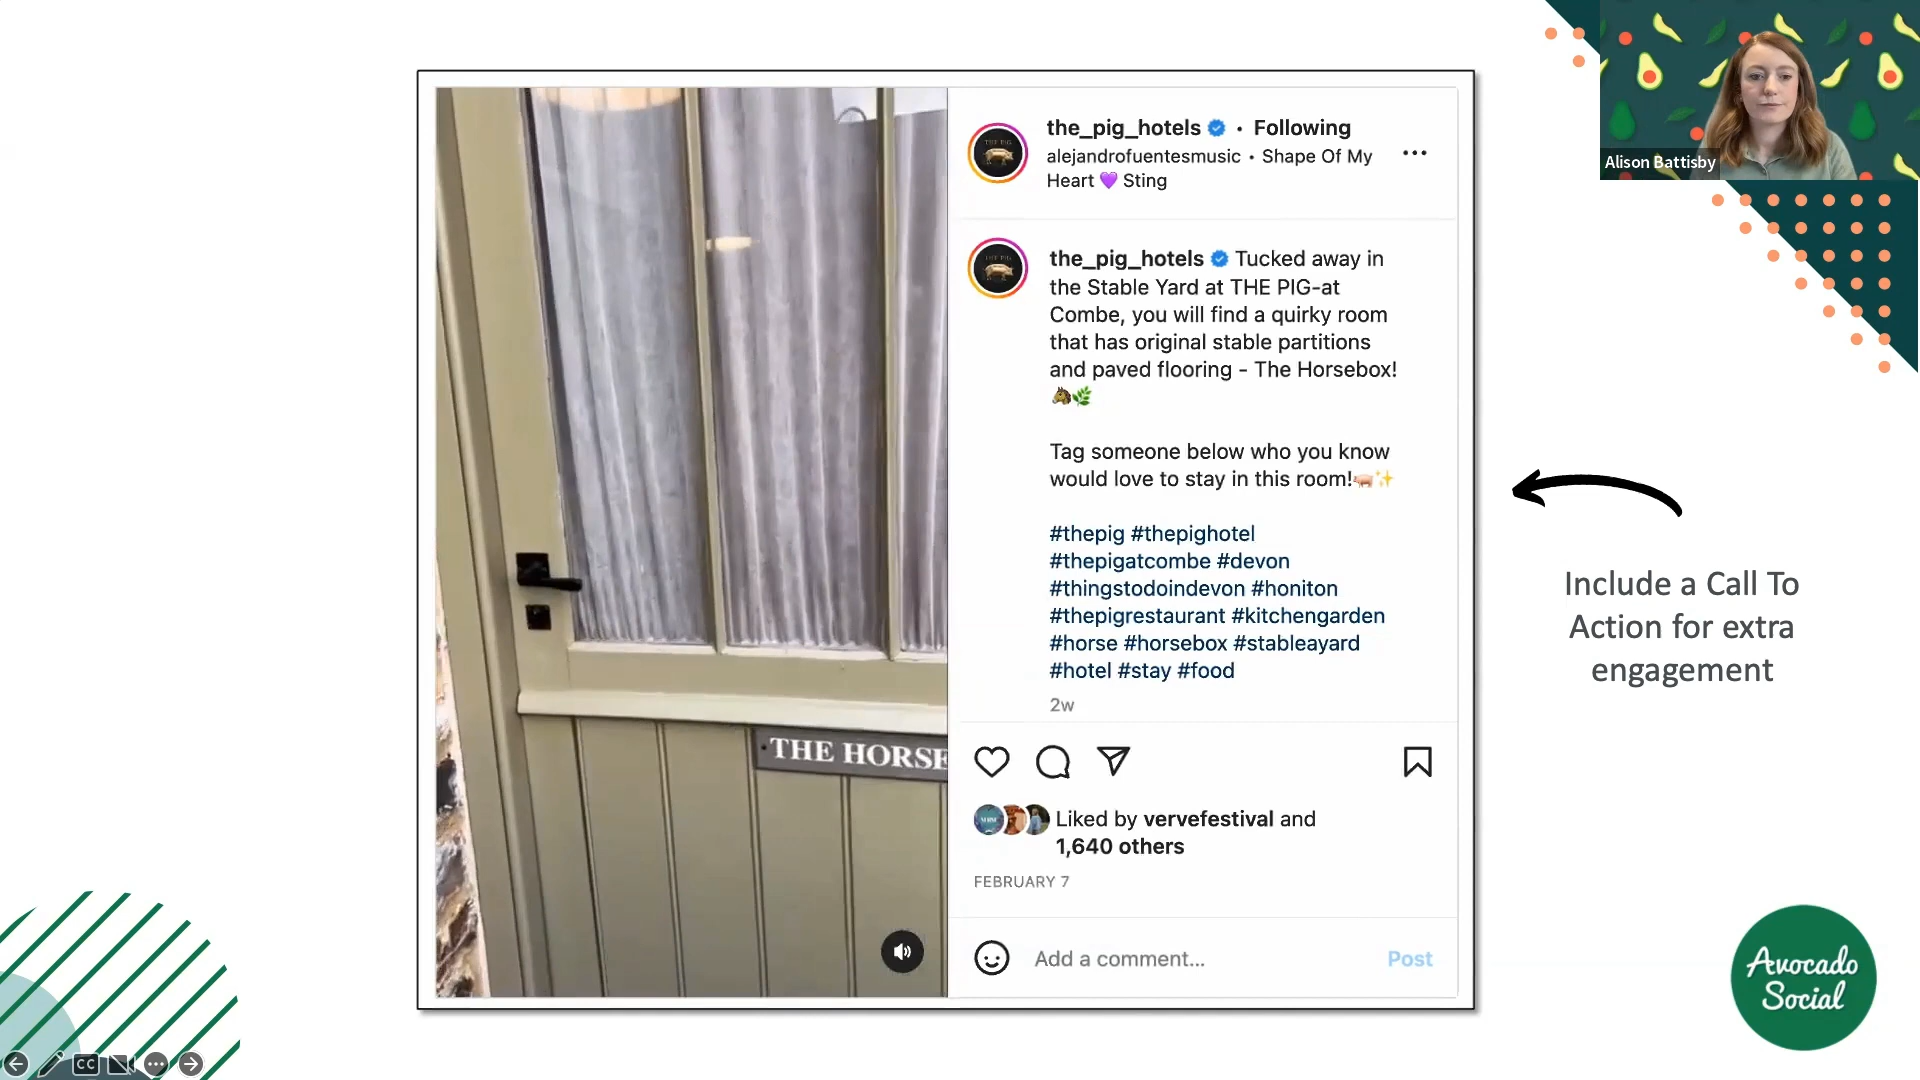 Alison Battisby
the_pig_hotels • Following
alejandrofuentesmusic • Shape Of My
Heart 💜 Sting
•••
the_pig_hotels Tucked away in
the Stable Yard at THE PIG-at
Combe, you will find a quirky room
that has original stable partitions
and paved flooring - The Horsebox!
🐴🌿
Tag someone below who you know
would love to stay in this room!🐖✨
#thepig #thepighotel
#thepigatcombe #devon
#thingstodoindevon #honiton
#thepigrestaurant #kitchengarden
#horse #horsebox #stableayard
#hotel #stay #food
2w
Liked by vervefestival and
1,640 others
FEBRUARY 7
Add a comment... Post
THE HORSE
Include a Call To
Action for extra
engagement
Avocado
Social
CC